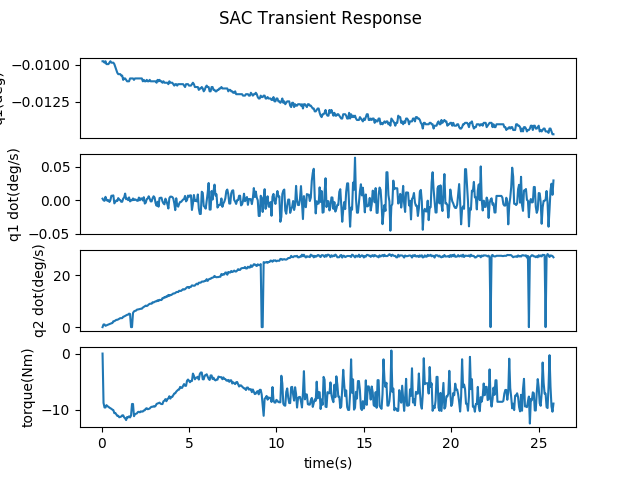 SAC Transient Response
−0.0100
−0.0125
q1(deg)
0.05
0.00
−0.05
q1 dot(deg/s)
20
0
q2 dot(deg/s)
0
−10
torque(Nm)
0 5 10 15 20 25
time(s)